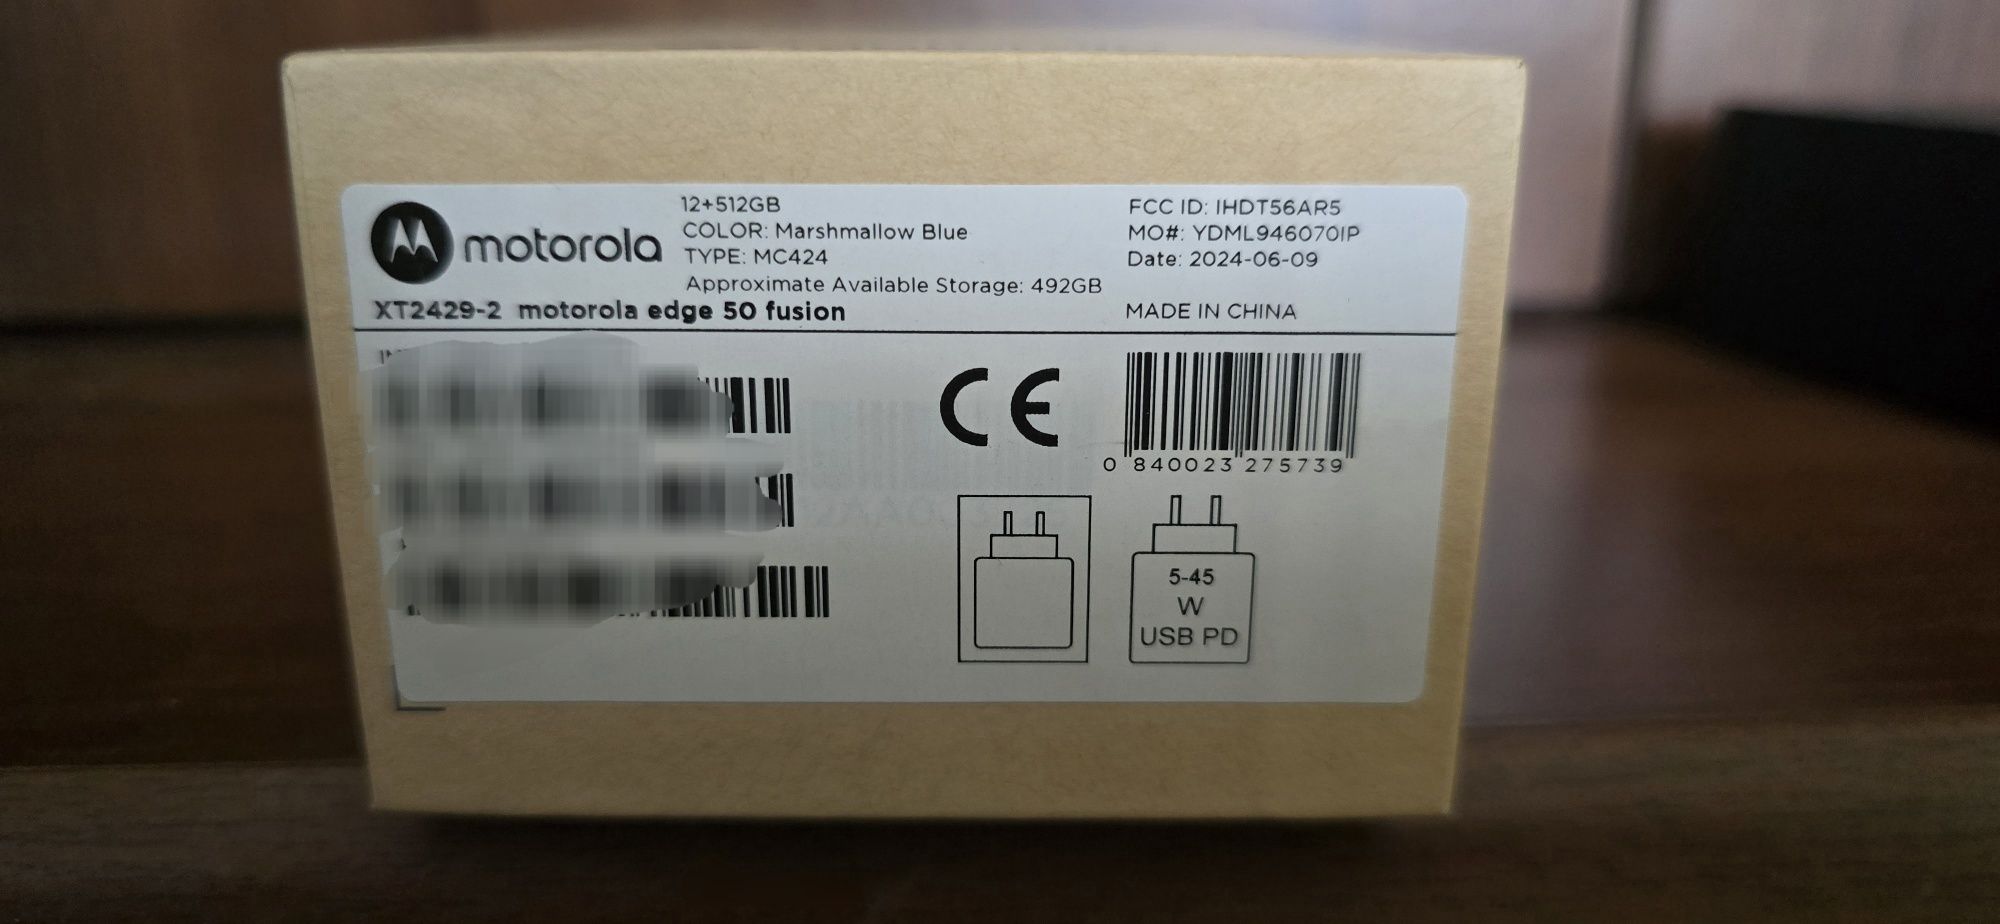 motorola
12+512GB
COLOR: Marshmallow Blue
TYPE: MC424
Approximate Available Storage: 492GB
XT2429-2 motorola edge 50 fusion
FCC ID: IHDT56AR5
MO#: YDML946070IP
Date: 2024-06-09
MADE IN CHINA
CE
0 840023 275739
5-45
W
USB PD